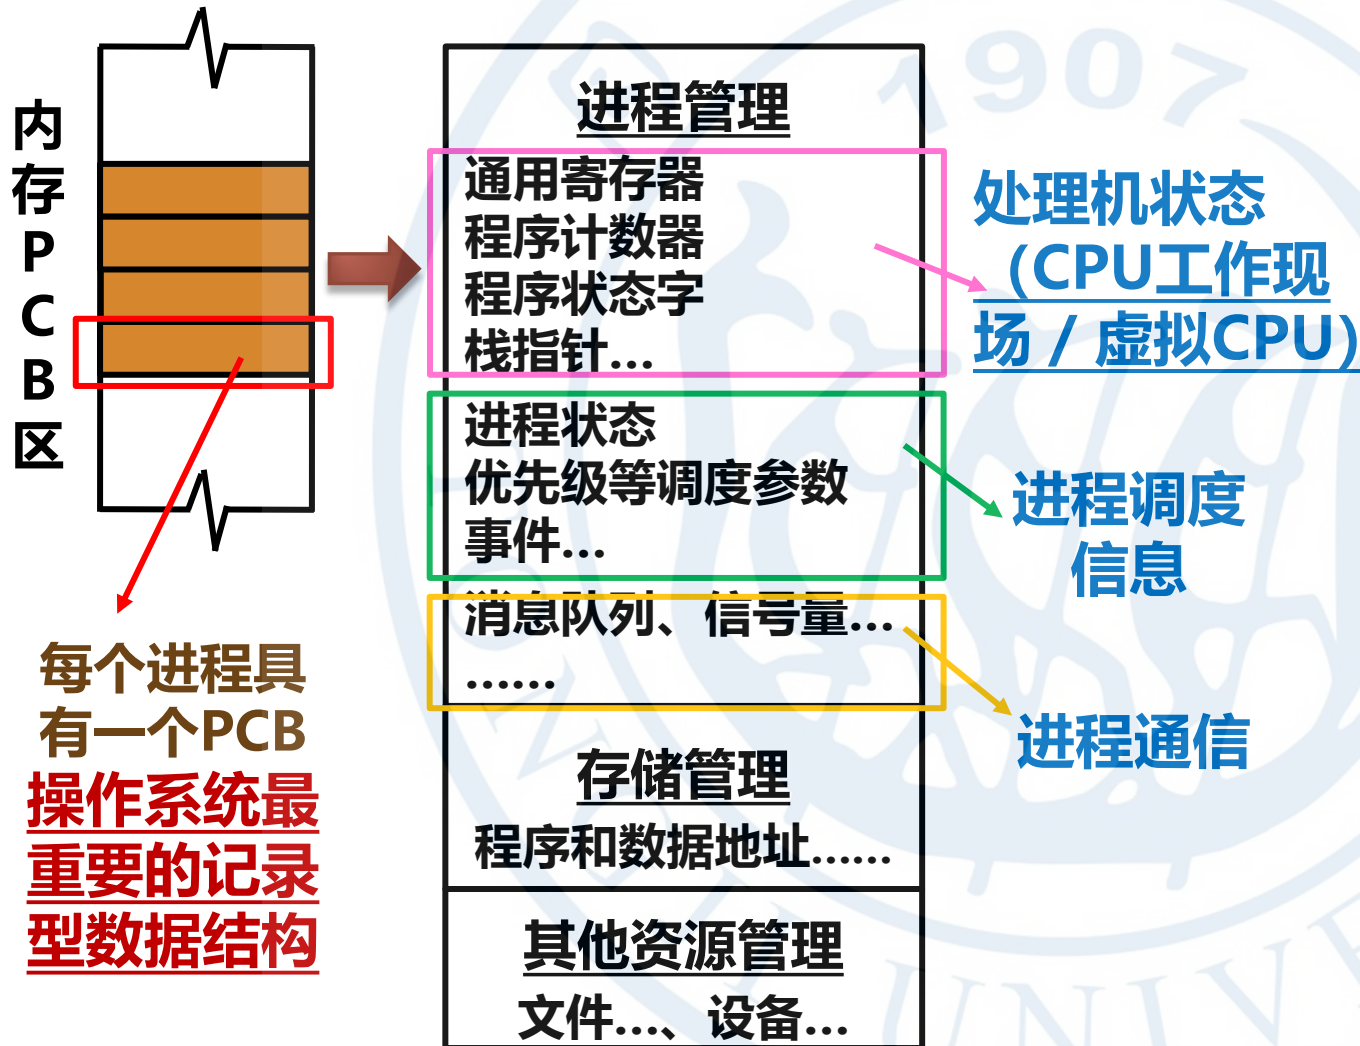 内存PCB区
每个进程具
有一个PCB
操作系统最
重要的记录
型数据结构
进程管理
通用寄存器
程序计数器
程序状态字
栈指针...
进程状态
优先级等调度参数
事件...
消息队列、信号量...
......
存储管理
程序和数据地址......
其他资源管理
文件...、设备...
处理机状态
（CPU工作现
场 / 虚拟CPU）
进程调度
信息
进程通信
1907
UNIVE